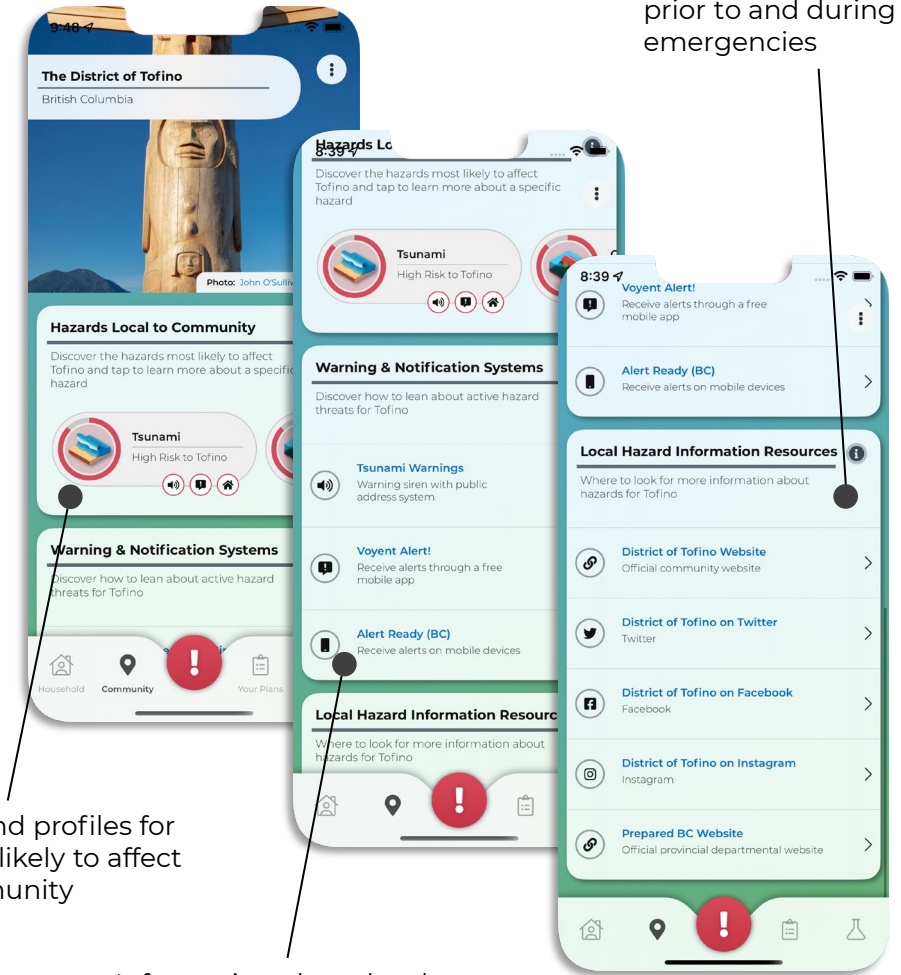 prior to and during
emergencies
9:48
The District of Tofino
British Columbia
Photo: John O'Sulliv
Hazards Local to Community
Discover the hazards most likely to affect
Tofino and tap to learn more about a specific
hazard
Tsunami
High Risk to Tofino
Warning & Notification Systems
Discover how to lean about active hazard
threats for Tofino
Household
Community
Your Plans
Hazards Lo
8:39
Discover the hazards most likely to affect
Tofino and tap to learn more about a specific
hazard
Tsunami
High Risk to Tofino
Warning & Notification Systems
Discover how to lean about active hazard
threats for Tofino
Tsunami Warnings
Warning siren with public
address system
Voyent Alert!
Receive alerts through a free
mobile app
Alert Ready (BC)
Receive alerts on mobile devices
Local Hazard Information Resourc
Where to look for more information about
hazards for Tofino
8:39
Voyent Alert!
Receive alerts through a free
mobile app
Alert Ready (BC)
Receive alerts on mobile devices
Local Hazard Information Resources
Where to look for more information about
hazards for Tofino
District of Tofino Website
Official community website
District of Tofino on Twitter
Twitter
District of Tofino on Facebook
Facebook
District of Tofino on Instagram
Instagram
Prepared BC Website
Official provincial departmental website
nd profiles for
likely to affect
munity